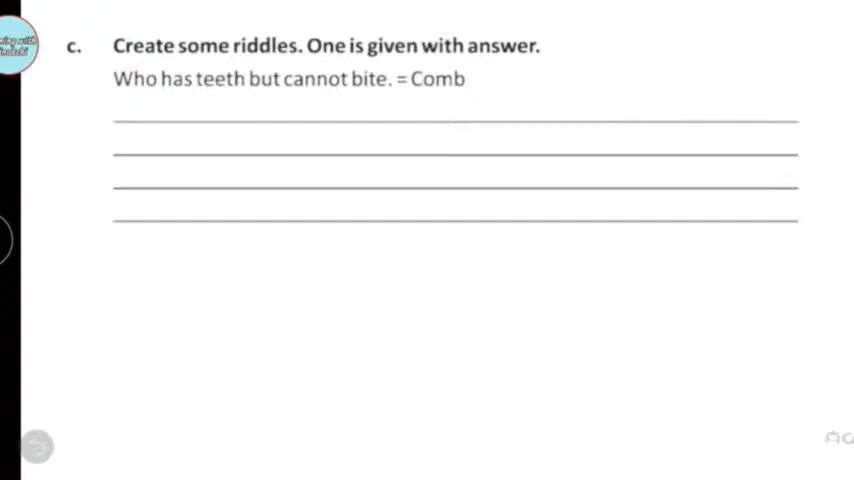 c. Create some riddles. One is given with answer.
Who has teeth but cannot bite. = Comb